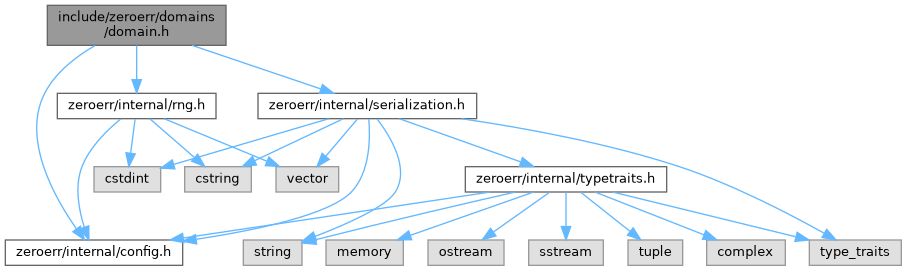 include/zeroerr/domains
/domain.h
zeroerr/internal/rng.h
zeroerr/internal/serialization.h
cstdint
cstring
vector
zeroerr/internal/typetraits.h
zeroerr/internal/config.h
string
memory
ostream
sstream
tuple
complex
type_traits